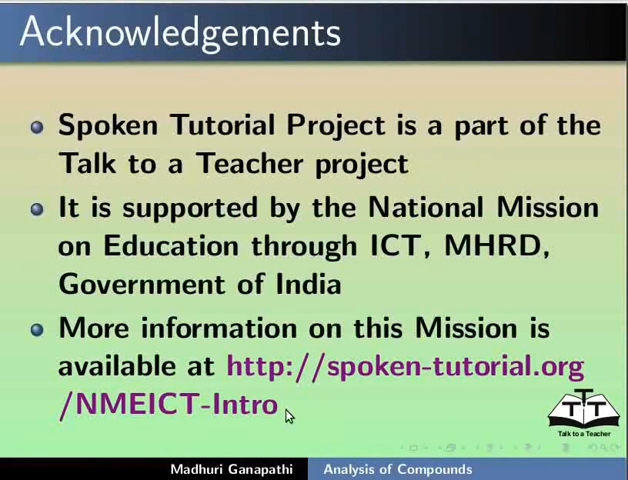 Acknowledgements
Spoken Tutorial Project is a part of the
Talk to a Teacher project
It is supported by the National Mission
on Education through ICT, MHRD,
Government of India
More information on this Mission is
available at http://spoken-tutorial.org
/NMEICT-Intro
TTT
Talk to a Teacher
Madhuri Ganapathi Analysis of Compounds